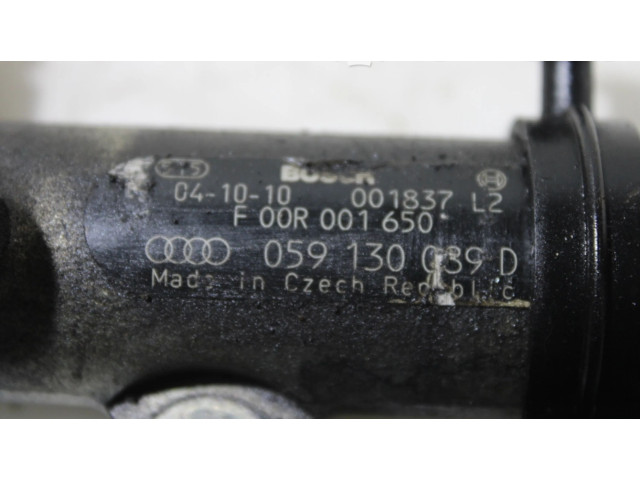 BOSCH
04-10-10 001837 L2
F 00R 001 650
059 130 089 D
Made in Czech Republic